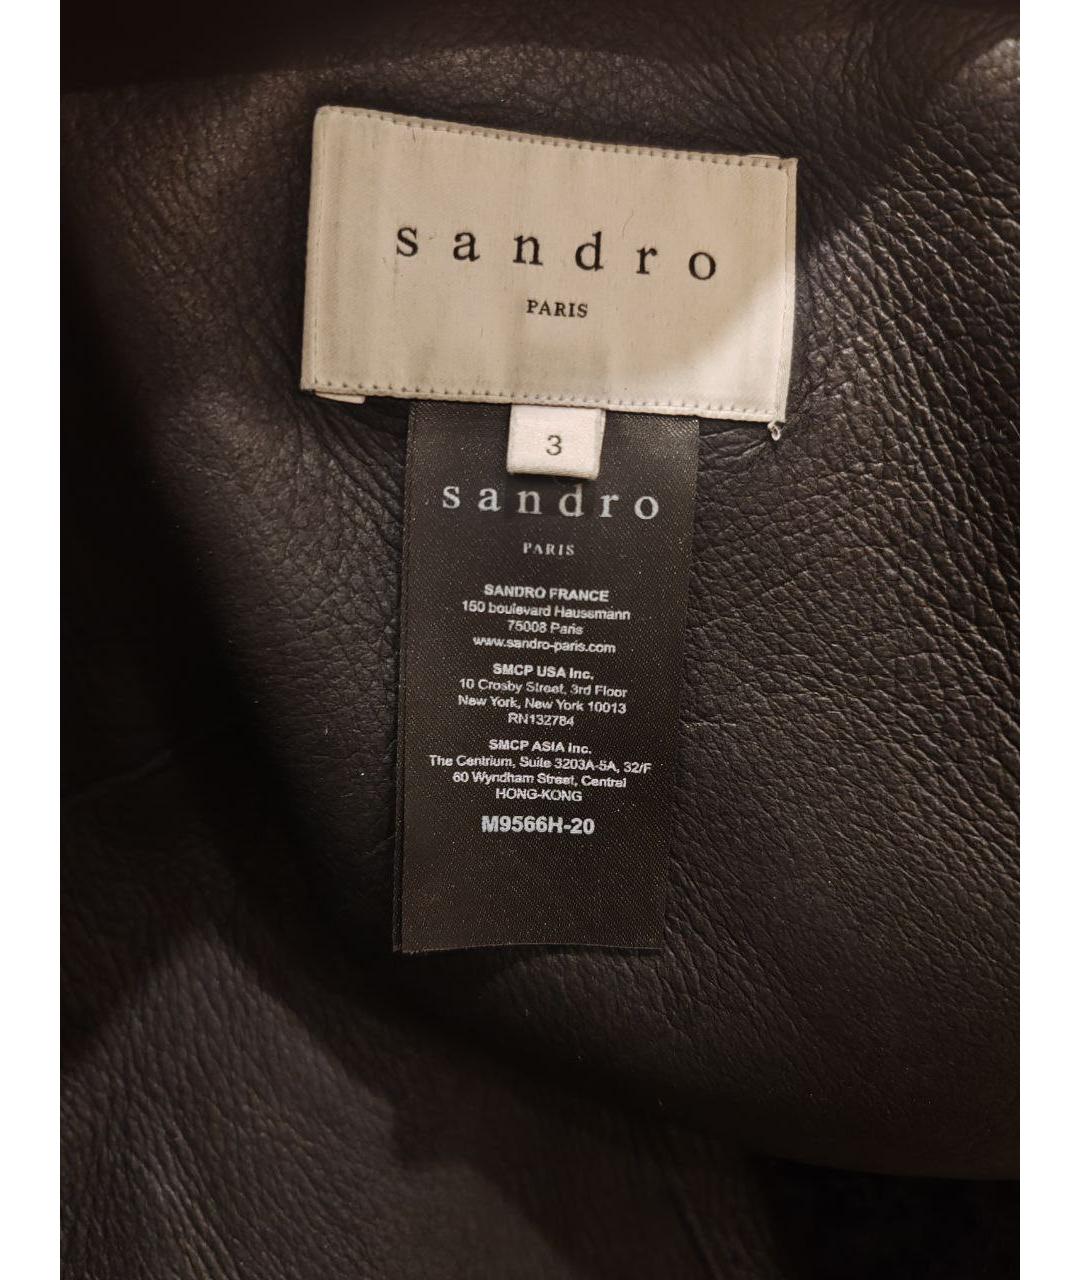 sandro
PARIS
3
sandro
PARIS
SANDRO FRANCE
150 boulevard Haussmann
75008 Paris
www.sandro-paris.com
SMCP USA Inc.
10 Crosby Street, 3rd Floor
New York, New York 10013
RN132784
SMCP ASIA Inc.
The Centrium, Suite 3203A-5A, 32/F
60 Wyndham Street, Central
HONG-KONG
M9566H-20